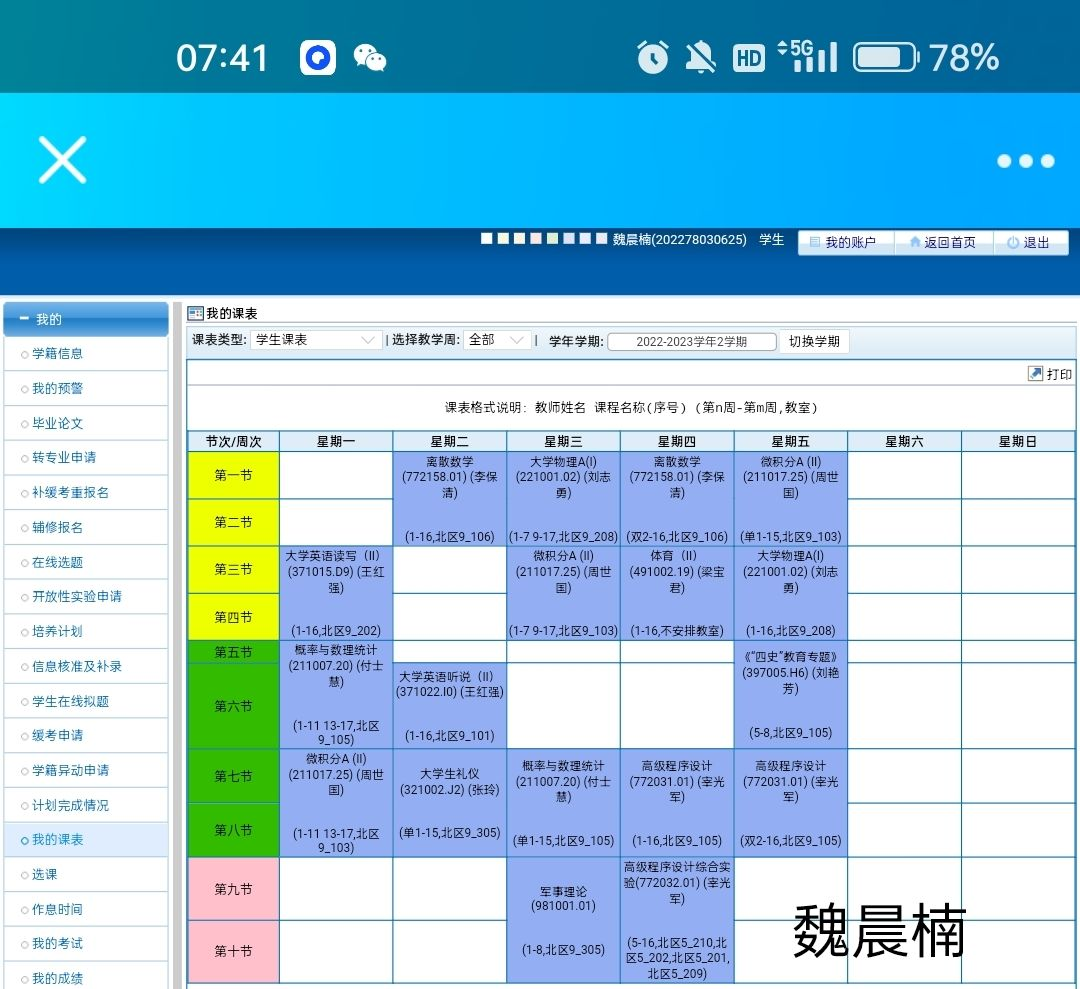 07:41
HD
5G
78%
魏晨楠(202278030625) 学生 我的账户 返回首页 退出
我的
学籍信息
我的预警
毕业论文
转专业申请
补缓考重报名
辅修报名
在线选题
开放性实验申请
培养计划
信息核准及补录
学生在线拟题
缓考申请
学籍异动申请
计划完成情况
我的课表
选课
作息时间
我的考试
我的成绩
我的课表
课表类型: 学生课表 | 选择教学周: 全部 | 学年学期: 2022-2023学年2学期 切换学期
打印
课表格式说明: 教师姓名 课程名称(序号) (第n周-第m周,教室)
节次/周次 星期一 星期二 星期三 星期四 星期五 星期六 星期日
第一节
第二节
离散数学
(772158.01) (李保
清)
(1-16,北区9_106)
大学物理A(I)
(221001.02) (刘志
勇)
(1-7 9-17,北区9_208)
离散数学
(772158.01) (李保
清)
(双2-16,北区9_106)
微积分A (II)
(211017.25) (周世
国)
(单1-15,北区9_103)
第三节
第四节
大学英语读写（II）
(371015.D9) (王红
强)
(1-16,北区9_202)
微积分A (II)
(211017.25) (周世
国)
(1-7 9-17,北区9_103)
体育（II）
(491002.19) (梁宝
君)
(1-16,不安排教室)
大学物理A(I)
(221001.02) (刘志
勇)
(1-16,北区9_208)
第五节
第六节
概率与数理统计
(211007.20) (付士
慧)
(1-11 13-17,北区
9_105)
大学英语听说（II）
(371022.I0) (王红强)
(1-16,北区9_101)
《“四史”教育专题》
(397005.H6) (刘艳
芳)
(5-8,北区9_105)
第七节
第八节
微积分A (II)
(211017.25) (周世
国)
(1-11 13-17,北区
9_103)
大学生礼仪
(321002.J2) (张玲)
(单1-15,北区9_305)
概率与数理统计
(211007.20) (付士
慧)
(单1-15,北区9_105)
高级程序设计
(772031.01) (宰光
军)
(1-16,北区9_105)
高级程序设计
(772031.01) (宰光
军)
(双2-16,北区9_105)
第九节
第十节
军事理论
(981001.01)
(1-8,北区9_305)
高级程序设计综合实
验(772032.01) (宰光
军)
(5-16,北区5_210,北
区5_202,北区5_201,
北区5_209)
魏晨楠